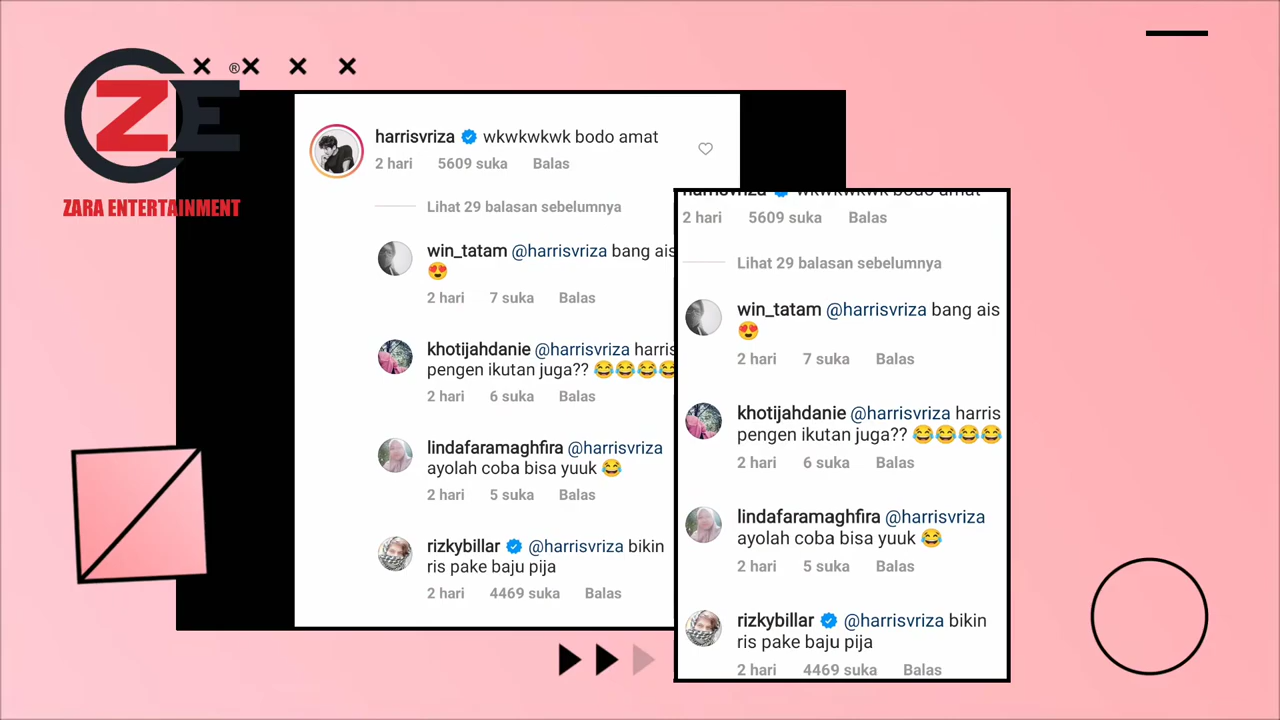 ZE
®
ZARA ENTERTAINMENT
harrisvriza wkwkwkwk bodo amat
2 hari 5609 suka Balas
Lihat 29 balasan sebelumnya
win_tatam @harrisvriza bang ais
😍
2 hari 7 suka Balas
khotijahdanie @harrisvriza harris
pengen ikutan juga?? 😂😂😂😂
2 hari 6 suka Balas
lindafaramaghfira @harrisvriza
ayolah coba bisa yuuk 😂
2 hari 5 suka Balas
rizkybillar @harrisvriza bikin
ris pake baju pija
2 hari 4469 suka Balas
harrisvriza wkwkwkwk bodo amat
2 hari 5609 suka Balas
Lihat 29 balasan sebelumnya
win_tatam @harrisvriza bang ais
😍
2 hari 7 suka Balas
khotijahdanie @harrisvriza harris
pengen ikutan juga?? 😂😂😂😂
2 hari 6 suka Balas
lindafaramaghfira @harrisvriza
ayolah coba bisa yuuk 😂
2 hari 5 suka Balas
rizkybillar @harrisvriza bikin
ris pake baju pija
2 hari 4469 suka Balas